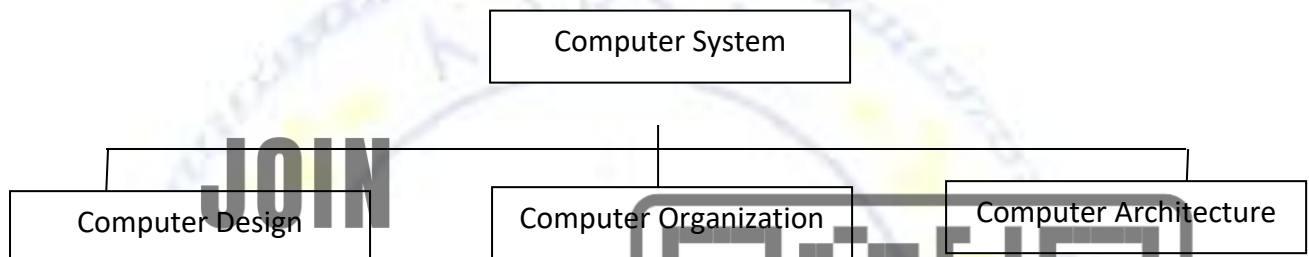 Computer System
JOIN
Computer Design
Computer Organization
Computer Architecture